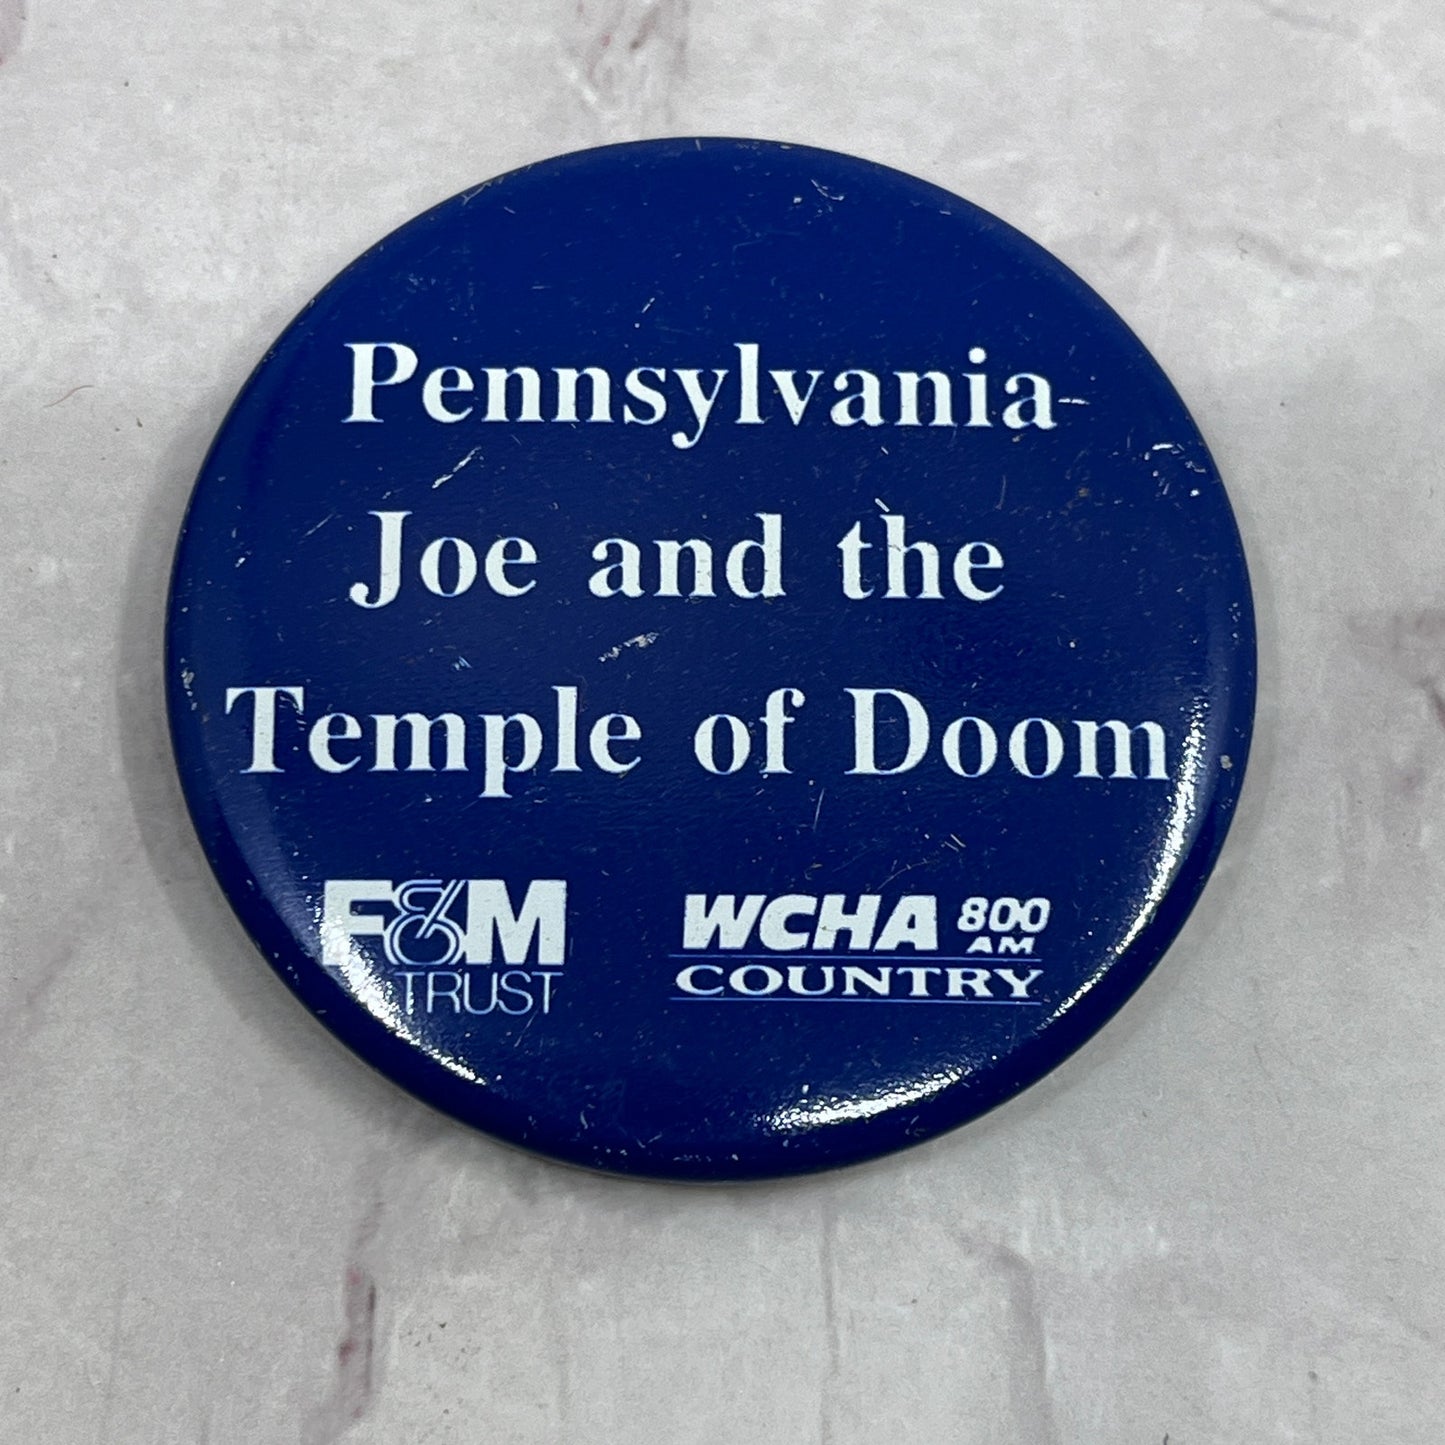 Pennsylvania
Joe and the
Temple of Doom
F&M
TRUST
WCHA 800
AM
COUNTRY